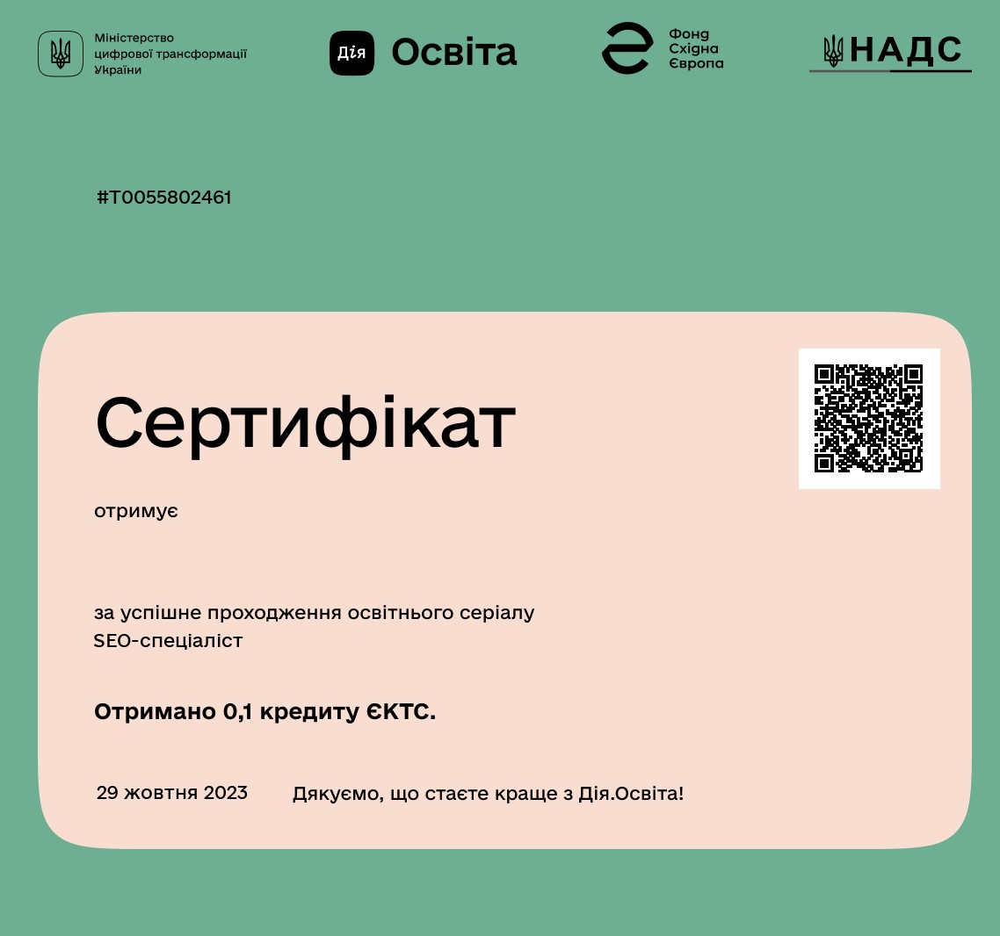 Міністерство
цифрової трансформації
України
Дія
Освіта
Фонд
Східна
Європа
НАДС
#T0055802461
Сертифікат
отримує
за успішне проходження освітнього серіалу
SEO-спеціаліст
Отримано 0,1 кредиту ЄКТС.
29 жовтня 2023
Дякуємо, що стаєте краще з Дія.Освіта!